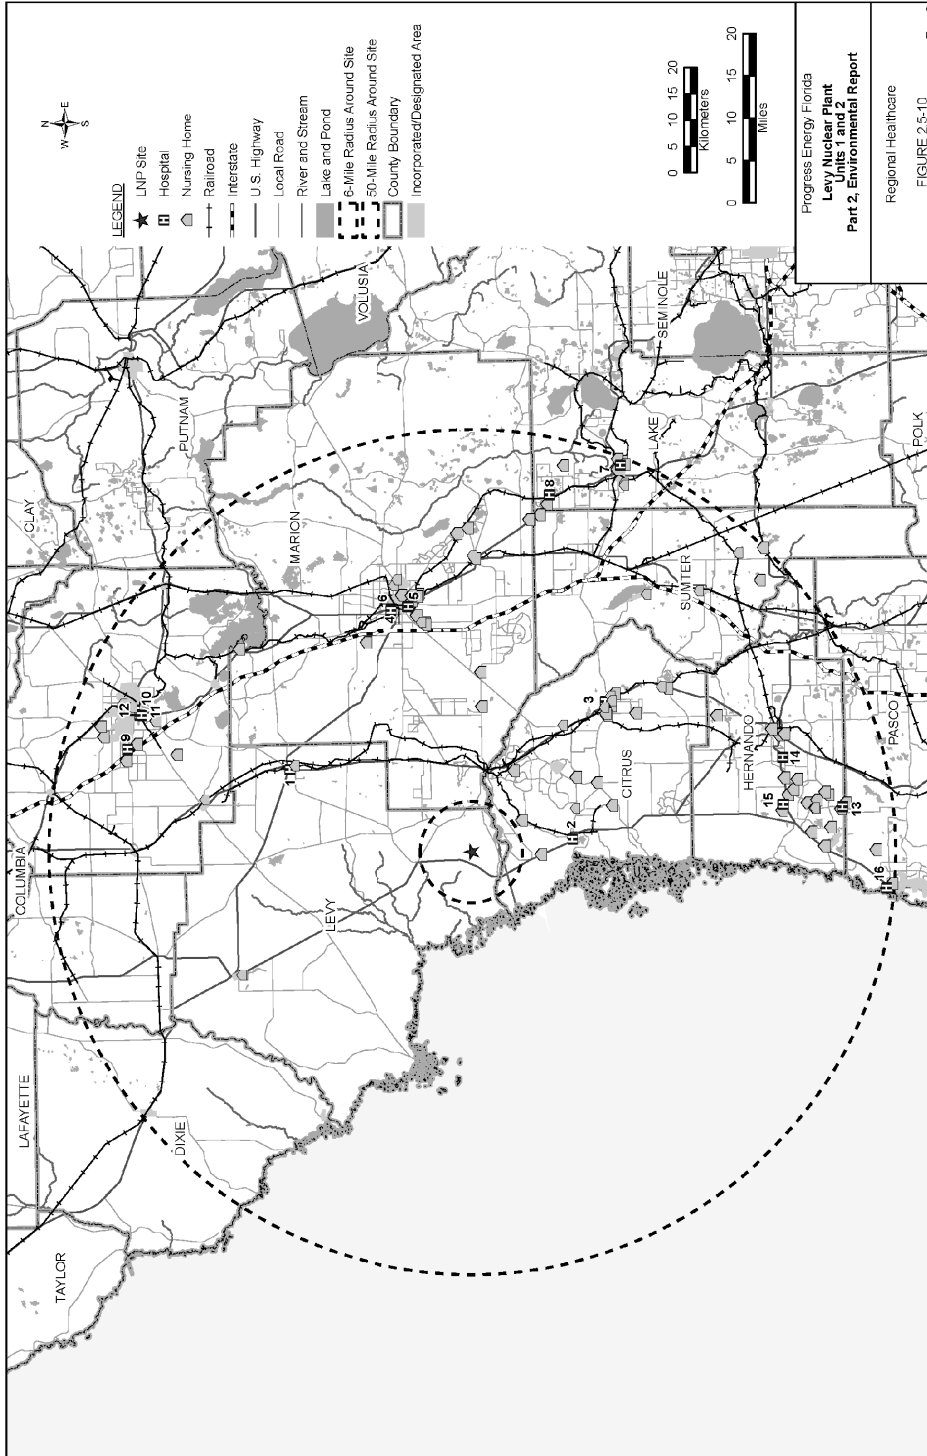 N
W E
S
LEGEND
LNP Site
Hospital
Nursing Home
Railroad
Interstate
U.S. Highway
Local Road
River and Stream
Lake and Pond
6-Mile Radius Around Site
50-Mile Radius Around Site
County Boundary
Incorporated/Designated Area
0 5 10 15 20
Kilometers
0 5 10 15 20
Miles
Progress Energy Florida
Levy Nuclear Plant
Units 1 and 2
Part 2, Environmental Report
Regional Healthcare
FIGURE 2.5-10
TAYLOR
LAFAYETTE
COLUMBIA
CLAY
DIXIE
PUTNAM
LEVY
MARION
VOLUSIA
CITRUS
SUMTER
LAKE
SEMINOLE
HERNANDO
PASCO
POLK
H 9
12
H 10
11
1
6
4 H
H 5
H 8
7
H
3
H 2
H 14
15
H
H
13
16
H